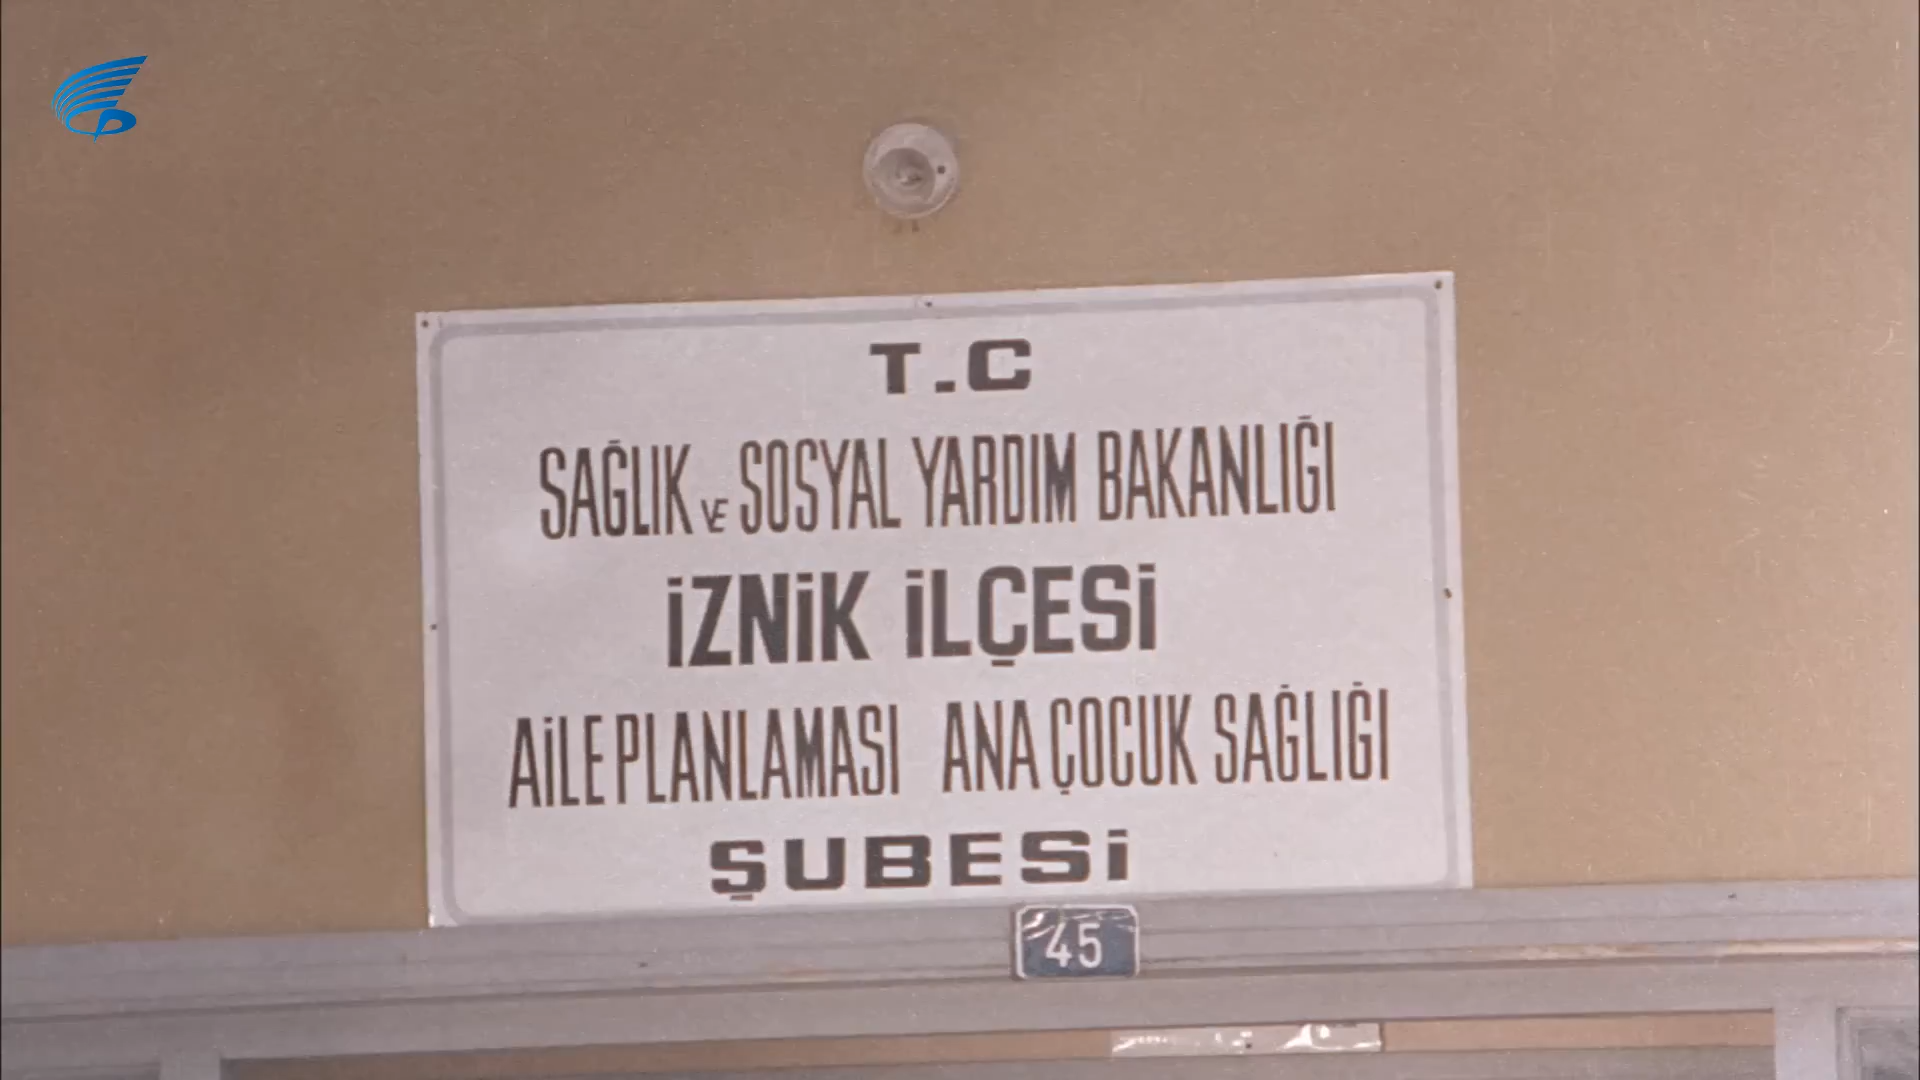 T.C
SAĞLIK VE SOSYAL YARDIM BAKANLIĞI
İZNİK İLÇESİ
AİLE PLANLAMASI ANA ÇOCUK SAĞLIĞI
ŞUBESİ
45